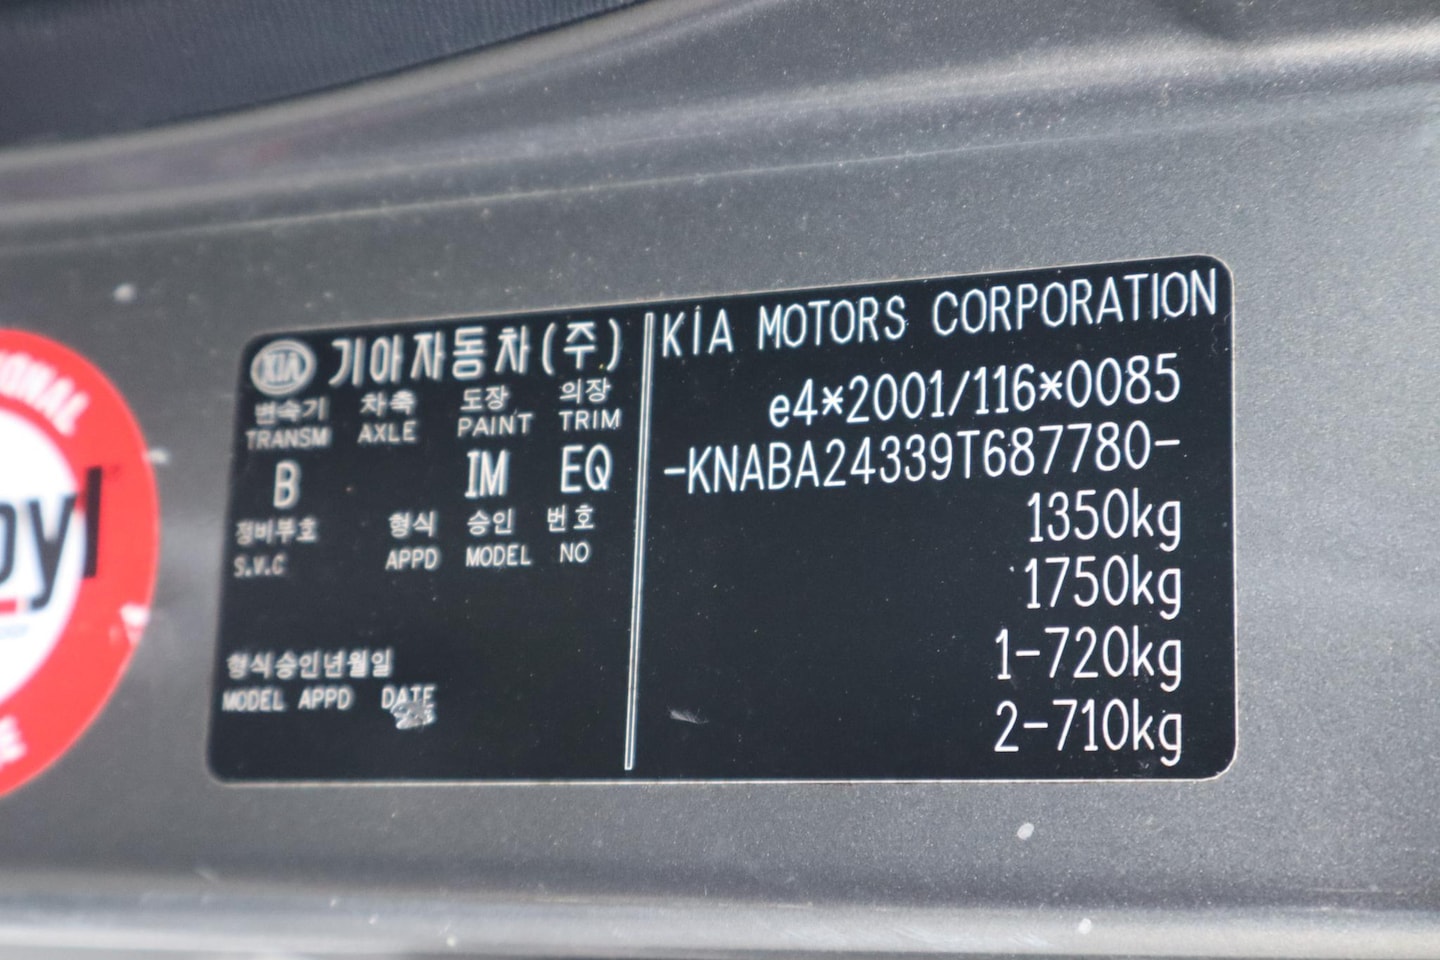 KIA 기아자동차(주)
변속기 차축 도장 의장
TRANSM AXLE PAINT TRIM
B 1M EQ
정비부호 형식 승인 번호
S.V.C APPD MODEL NO
형식승인년월일
MODEL APPD DATE
KIA MOTORS CORPORATION
e4*2001/116*0085
-KNABA24339T687780-
1350kg
1750kg
1-720kg
2-710kg